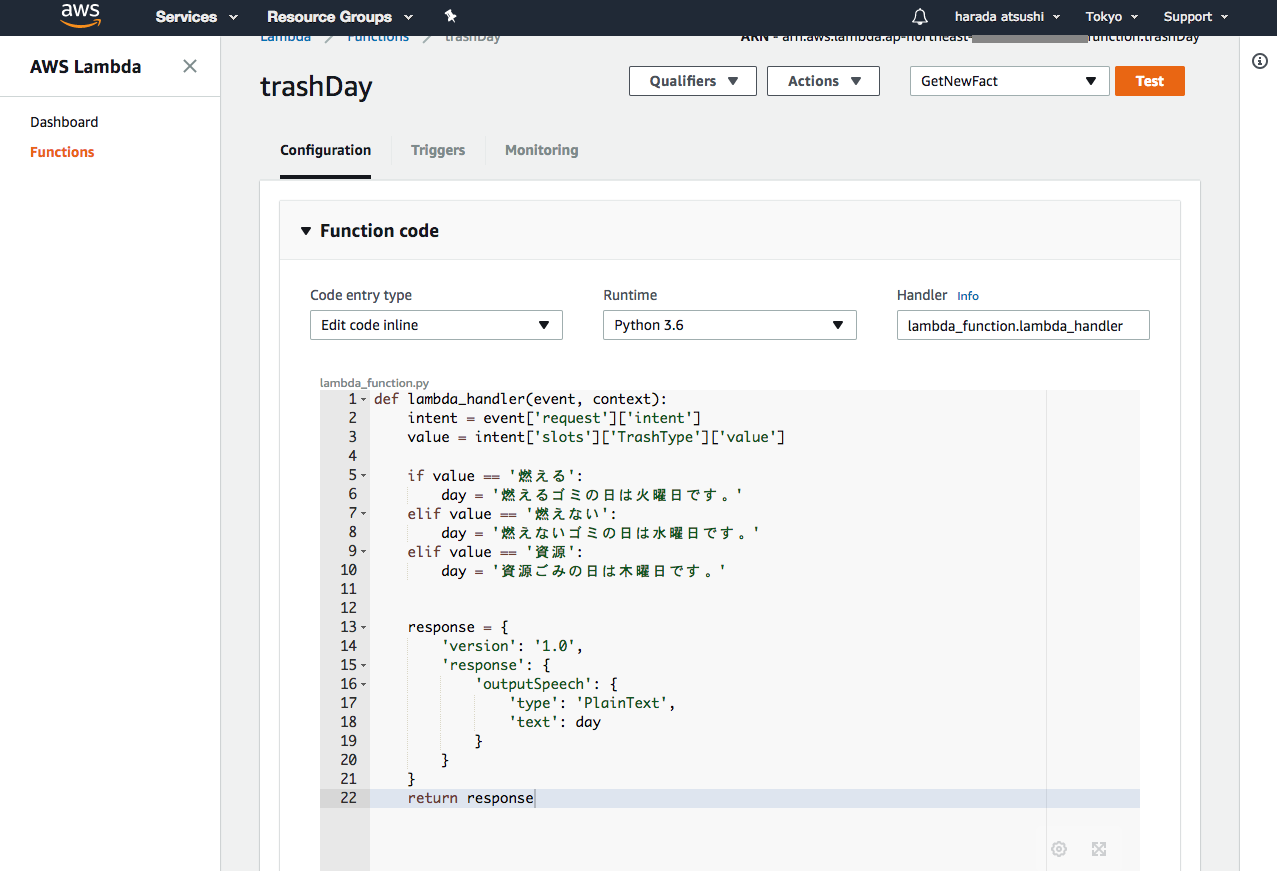 aws Services Resource Groups harada atsushi Tokyo Support
AWS Lambda
Dashboard
Functions
Lambda Functions trashDay ARN - arn:aws:lambda:ap-northeast- function:trashDay
trashDay Qualifiers Actions GetNewFact Test
Configuration Triggers Monitoring
Function code
Code entry type Runtime Handler Info
Edit code inline Python 3.6 lambda_function.lambda_handler
lambda_function.py
1 def lambda_handler(event, context):
2     intent = event['request']['intent']
3     value = intent['slots']['TrashType']['value']
4
5     if value == '燃える':
6         day = '燃えるゴミの日は火曜日です。'
7     elif value == '燃えない':
8         day = '燃えないゴミの日は水曜日です。'
9     elif value == '資源':
10         day = '資源ごみの日は木曜日です。'
11
12
13     response = {
14         'version': '1.0',
15         'response': {
16             'outputSpeech': {
17                 'type': 'PlainText',
18                 'text': day
19             }
20         }
21     }
22     return response